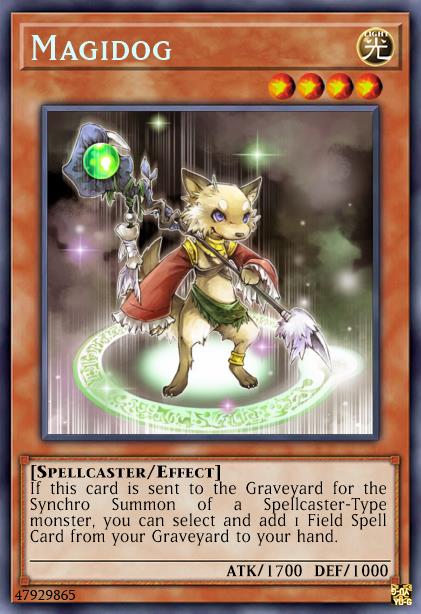 Magidog
LIGHT
光
[Spellcaster/Effect]
If this card is sent to the Graveyard for the
Synchro Summon of a Spellcaster-Type
monster, you can select and add 1 Field Spell
Card from your Graveyard to your hand.
ATK/1700 DEF/1000
47929865